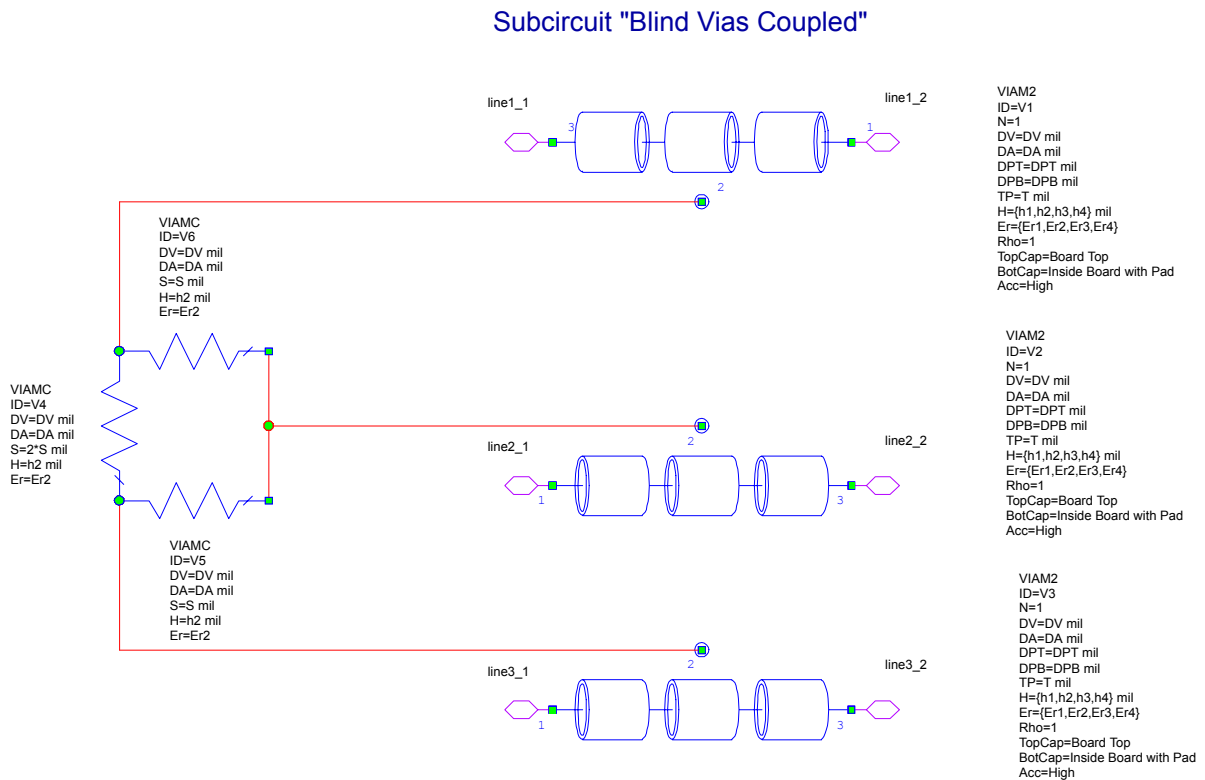 Subcircuit "Blind Vias Coupled"
line1_1
3
1
line1_2
2
VIAM2
ID=V1
N=1
DV=DV mil
DA=DA mil
DPT=DPT mil
DPB=DPB mil
TP=T mil
H={h1,h2,h3,h4} mil
Er={Er1,Er2,Er3,Er4}
Rho=1
TopCap=Board Top
BotCap=Inside Board with Pad
Acc=High
VIAMC
ID=V6
DV=DV mil
DA=DA mil
S=S mil
H=h2 mil
Er=Er2
VIAMC
ID=V4
DV=DV mil
DA=DA mil
S=2*S mil
H=h2 mil
Er=Er2
VIAMC
ID=V5
DV=DV mil
DA=DA mil
S=S mil
H=h2 mil
Er=Er2
2
line2_1
1
3
line2_2
VIAM2
ID=V2
N=1
DV=DV mil
DA=DA mil
DPT=DPT mil
DPB=DPB mil
TP=T mil
H={h1,h2,h3,h4} mil
Er={Er1,Er2,Er3,Er4}
Rho=1
TopCap=Board Top
BotCap=Inside Board with Pad
Acc=High
2
line3_1
1
3
line3_2
VIAM2
ID=V3
N=1
DV=DV mil
DA=DA mil
DPT=DPT mil
DPB=DPB mil
TP=T mil
H={h1,h2,h3,h4} mil
Er={Er1,Er2,Er3,Er4}
Rho=1
TopCap=Board Top
BotCap=Inside Board with Pad
Acc=High